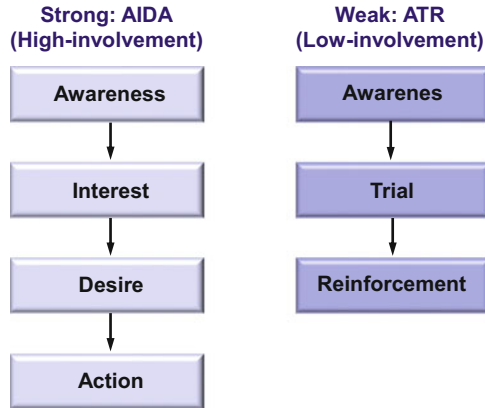 Strong: AIDA
(High-involvement)
Awareness
Interest
Desire
Action
Weak: ATR
(Low-involvement)
Awarenes
Trial
Reinforcement